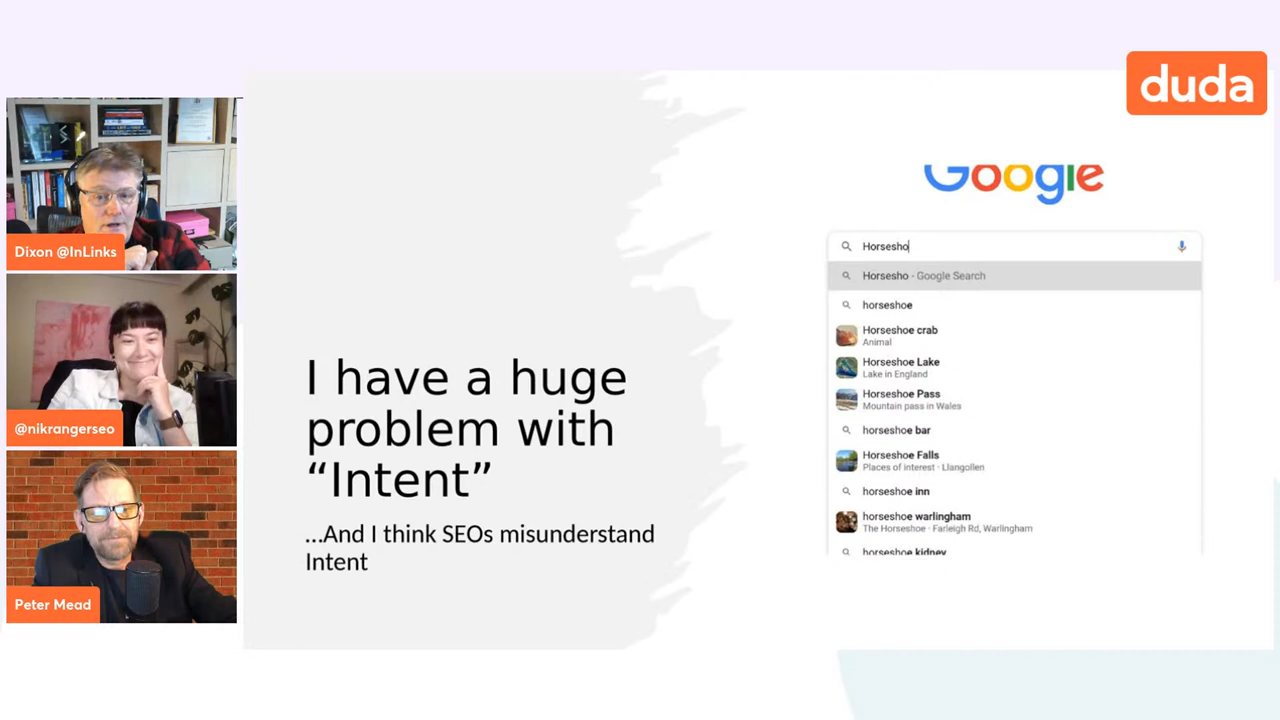 duda
Dixon @InLinks
@nikrangerseo
Peter Mead
I have a huge
problem with
“Intent”
...And I think SEOs misunderstand
Intent
Google
Horsesho
Horsesho - Google Search
horseshoe
Horseshoe crab
Animal
Horseshoe Lake
Lake in England
Horseshoe Pass
Mountain pass in Wales
horseshoe bar
Horseshoe Falls
Places of interest · Llangollen
horseshoe inn
horseshoe warlingham
The Horseshoe · Farleigh Rd, Warlingham
horseshoe kidney